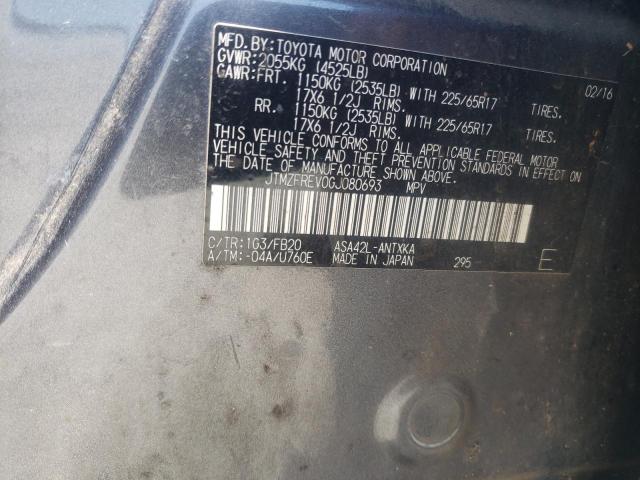 MFD. BY: TOYOTA MOTOR CORPORATION 02/16
GVWR: 2055KG (4525LB)
GAWR: FRT. 1150KG (2535LB) WITH 225/65R17 TIRES.
17X6 1/2J RIMS.
RR. 1150KG (2535LB) WITH 225/65R17 TIRES.
17X6 1/2J RIMS.
THIS VEHICLE CONFORMS TO ALL APPLICABLE FEDERAL MOTOR
VEHICLE SAFETY AND THEFT PREVENTION STANDARDS IN EFFECT ON
THE DATE OF MANUFACTURE SHOWN ABOVE.
JTMZFREV0GJ080693 MPV
C/TR: 1G3/FB20 ASA42L-ANTXKA
A/TM: -04A/U760E MADE IN JAPAN 295 E